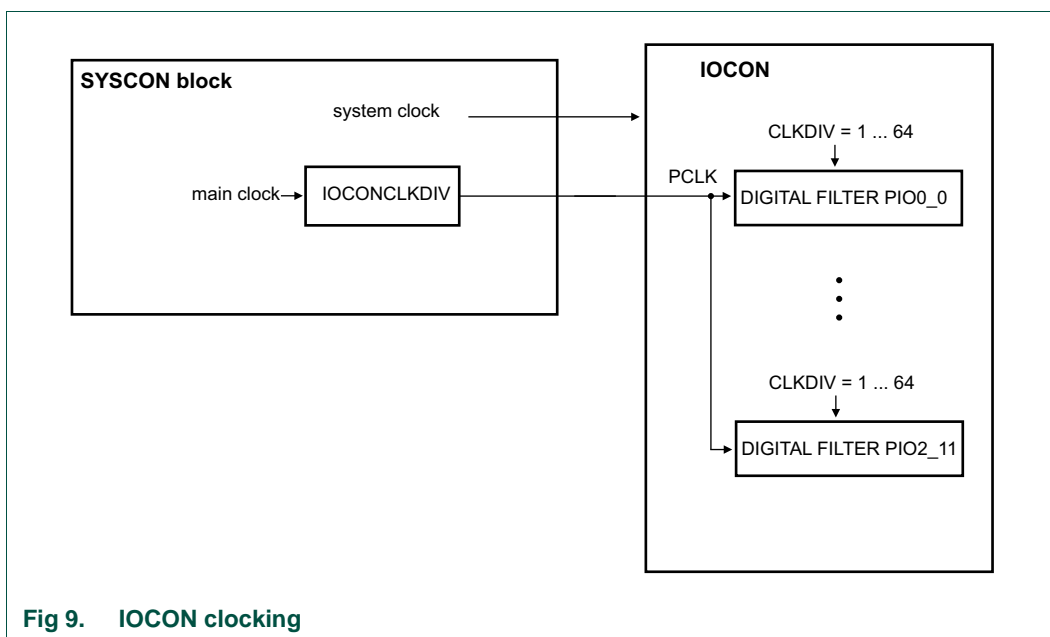 SYSCON block
system clock
main clock
IOCONCLKDIV
IOCON
CLKDIV = 1 ... 64
PCLK
DIGITAL FILTER PIO0_0
CLKDIV = 1 ... 64
DIGITAL FILTER PIO2_11
Fig 9. IOCON clocking